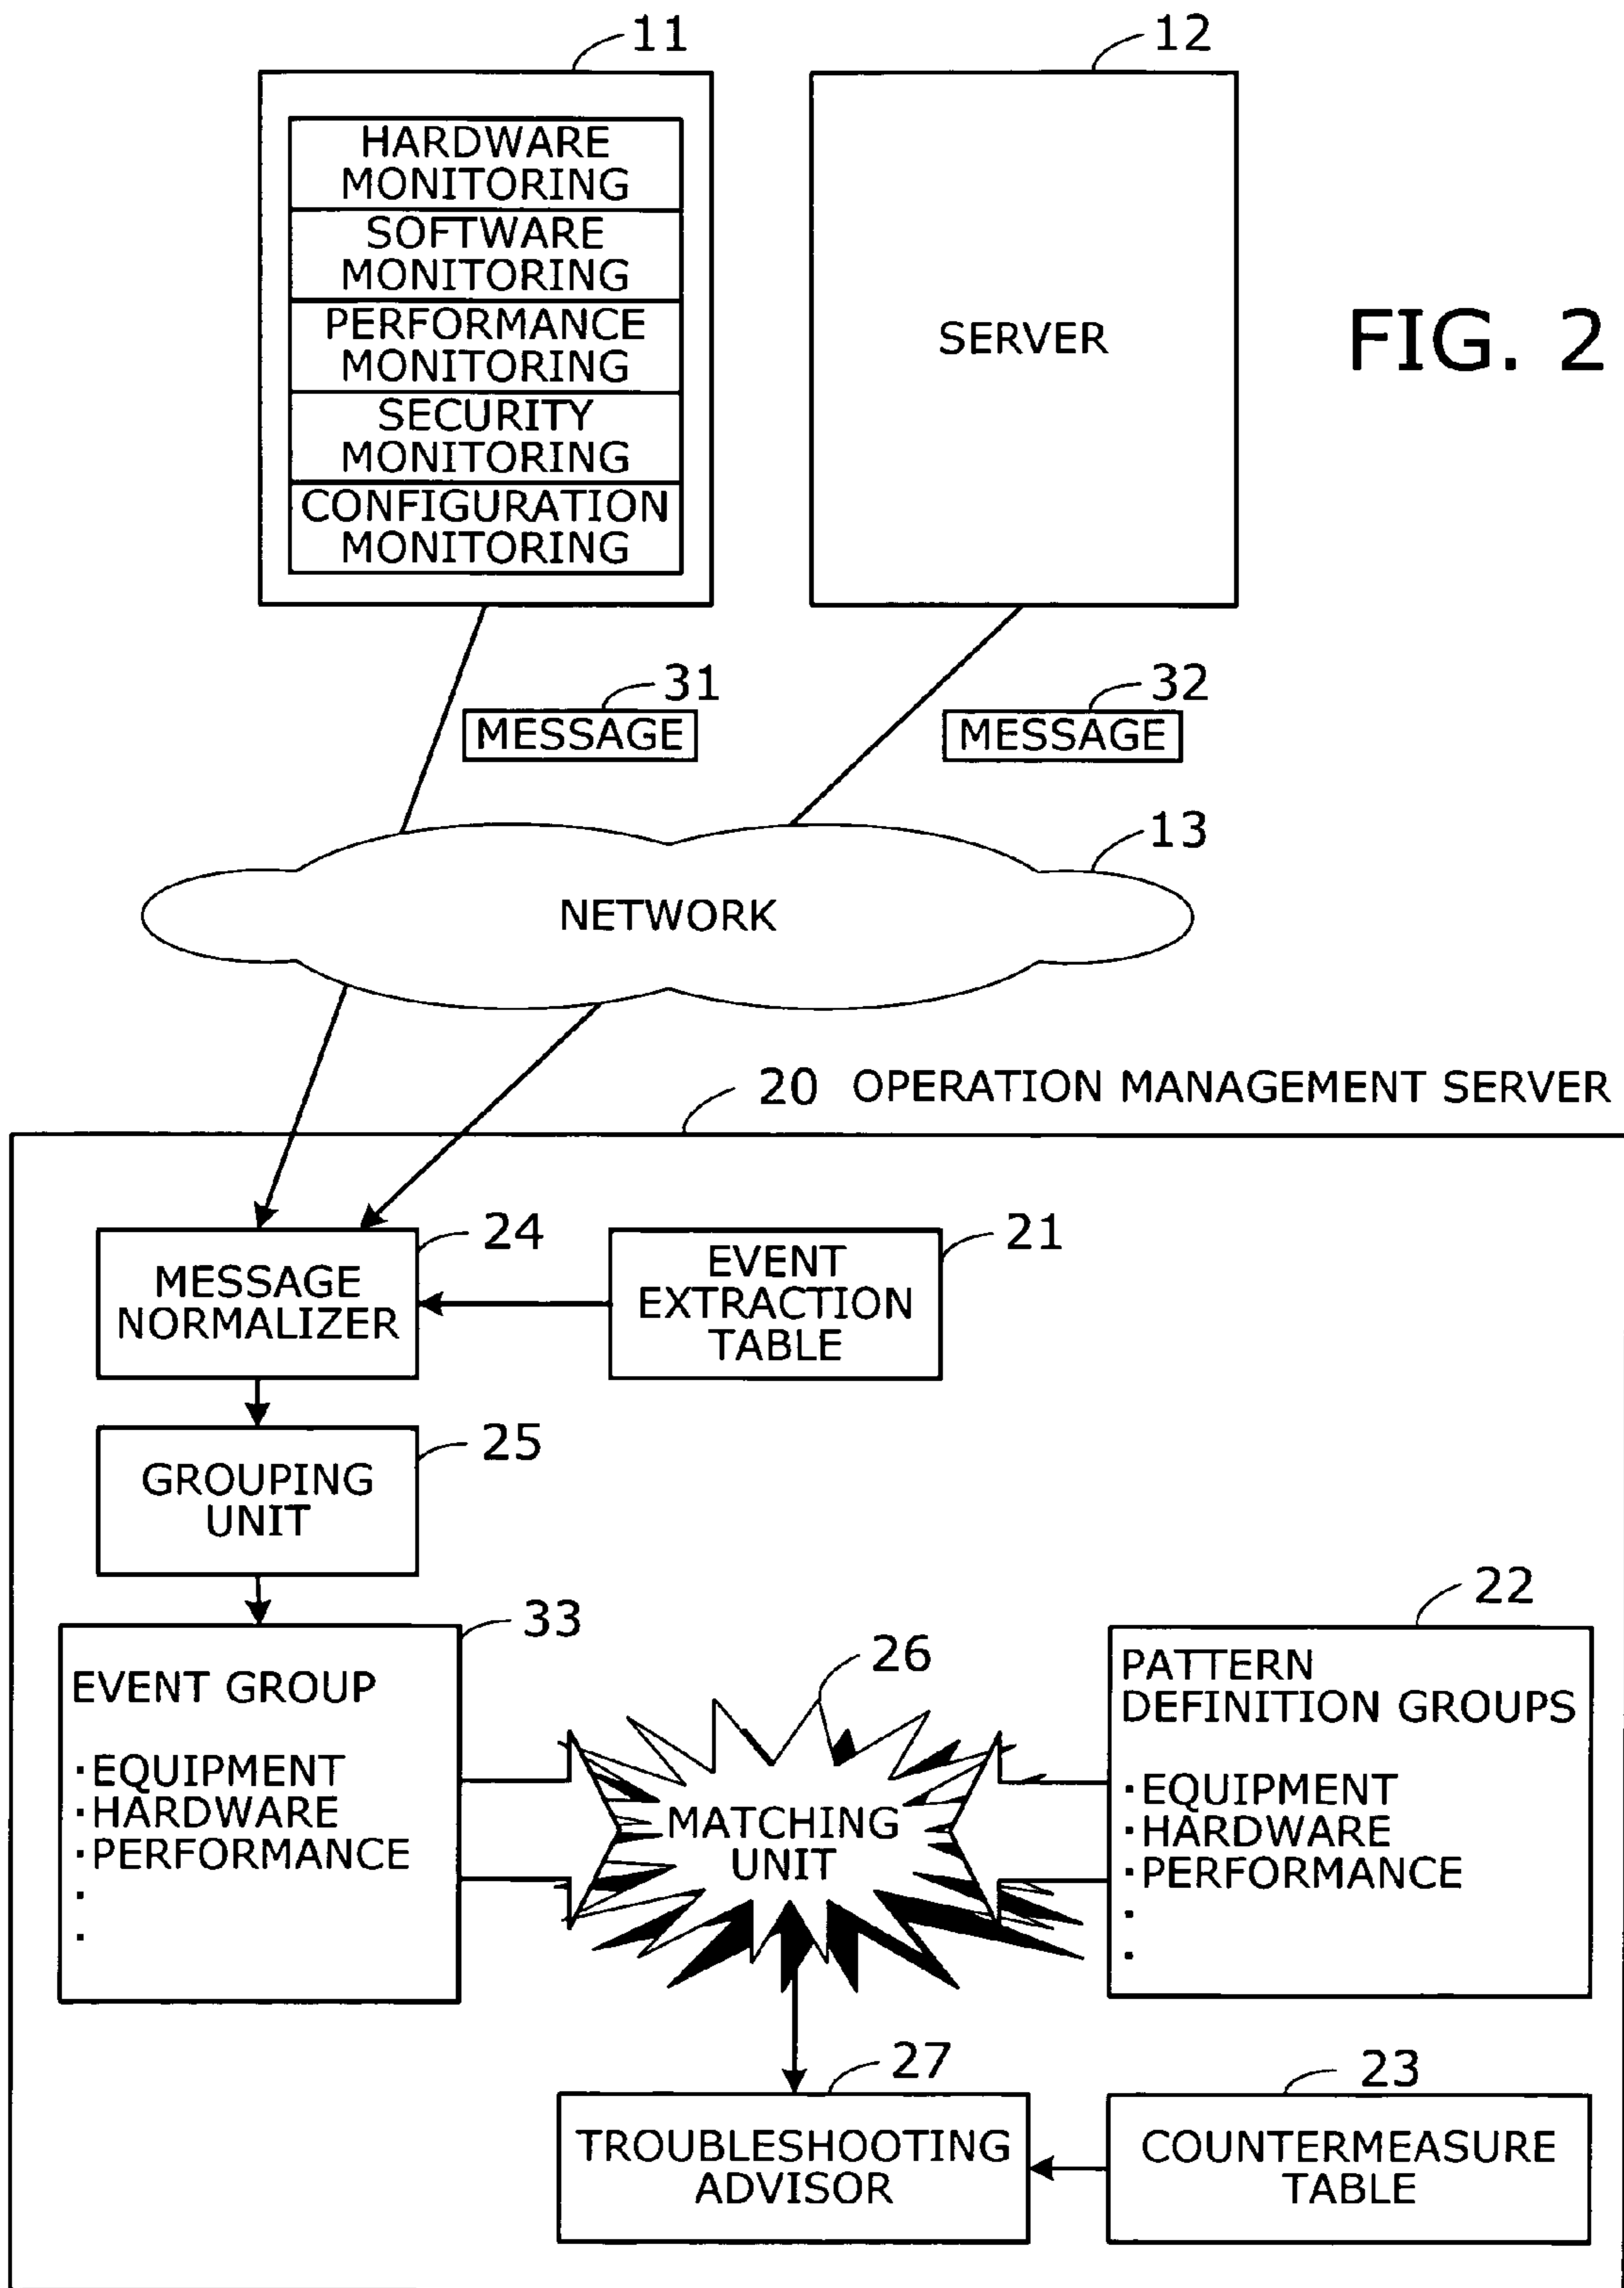 11
12
HARDWARE
MONITORING
SOFTWARE
MONITORING
PERFORMANCE
MONITORING
SECURITY
MONITORING
CONFIGURATION
MONITORING
SERVER
FIG. 2
31
MESSAGE
32
MESSAGE
13
NETWORK
20 OPERATION MANAGEMENT SERVER
24
MESSAGE
NORMALIZER
21
EVENT
EXTRACTION
TABLE
25
GROUPING
UNIT
33
EVENT GROUP
·EQUIPMENT
·HARDWARE
·PERFORMANCE
·
·
26
MATCHING
UNIT
22
PATTERN
DEFINITION GROUPS
·EQUIPMENT
·HARDWARE
·PERFORMANCE
·
·
27
TROUBLESHOOTING
ADVISOR
23
COUNTERMEASURE
TABLE